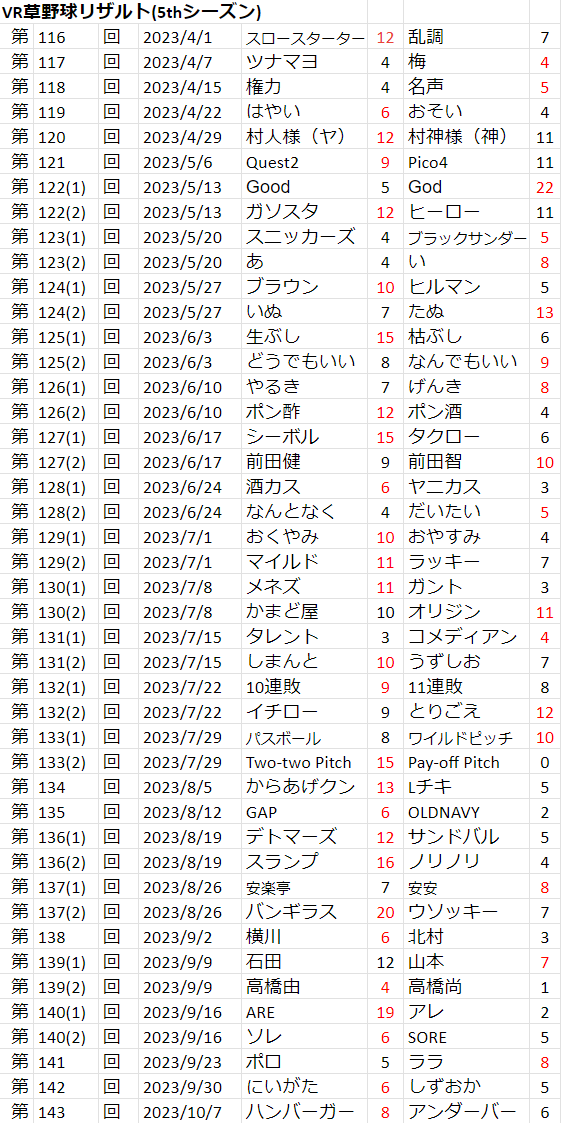 VR草野球リザルト(5thシーズン)
第 116 回 2023/4/1 スロースターター 12 乱調 7
第 117 回 2023/4/7 ツナマヨ 4 梅 4
第 118 回 2023/4/15 権力 4 名声 5
第 119 回 2023/4/22 はやい 6 おそい 4
第 120 回 2023/4/29 村人様（ヤ） 12 村神様（神） 11
第 121 回 2023/5/6 Quest2 9 Pico4 11
第 122(1) 回 2023/5/13 Good 5 God 22
第 122(2) 回 2023/5/13 ガソスタ 12 ヒーロー 11
第 123(1) 回 2023/5/20 スニッカーズ 4 ブラックサンダー 5
第 123(2) 回 2023/5/20 あ 4 い 8
第 124(1) 回 2023/5/27 ブラウン 10 ヒルマン 5
第 124(2) 回 2023/5/27 いぬ 7 たぬ 13
第 125(1) 回 2023/6/3 生ぶし 15 枯ぶし 6
第 125(2) 回 2023/6/3 どうでもいい 8 なんでもいい 9
第 126(1) 回 2023/6/10 やるき 7 げんき 8
第 126(2) 回 2023/6/10 ポン酢 12 ポン酒 4
第 127(1) 回 2023/6/17 シーボル 15 タクロー 6
第 127(2) 回 2023/6/17 前田健 9 前田智 10
第 128(1) 回 2023/6/24 酒カス 6 ヤニカス 3
第 128(2) 回 2023/6/24 なんとなく 4 だいたい 5
第 129(1) 回 2023/7/1 おくやみ 10 おやすみ 4
第 129(2) 回 2023/7/1 マイルド 11 ラッキー 7
第 130(1) 回 2023/7/8 メネズ 11 ガント 3
第 130(2) 回 2023/7/8 かまど屋 10 オリジン 11
第 131(1) 回 2023/7/15 タレント 3 コメディアン 4
第 131(2) 回 2023/7/15 しまんと 10 うずしお 7
第 132(1) 回 2023/7/22 10連敗 9 11連敗 8
第 132(2) 回 2023/7/22 イチロー 9 とりごえ 12
第 133(1) 回 2023/7/29 パスボール 8 ワイルドピッチ 10
第 133(2) 回 2023/7/29 Two-two Pitch 15 Pay-off Pitch 0
第 134 回 2023/8/5 からあげクン 13 Lチキ 5
第 135 回 2023/8/12 GAP 6 OLDNAVY 2
第 136(1) 回 2023/8/19 デトマーズ 12 サンドバル 5
第 136(2) 回 2023/8/19 スランプ 16 ノリノリ 4
第 137(1) 回 2023/8/26 安楽亭 7 安安 8
第 137(2) 回 2023/8/26 バンギラス 20 ウソッキー 7
第 138 回 2023/9/2 横川 6 北村 3
第 139(1) 回 2023/9/9 石田 12 山本 7
第 139(2) 回 2023/9/9 高橋由 4 高橋尚 1
第 140(1) 回 2023/9/16 ARE 19 アレ 2
第 140(2) 回 2023/9/16 ソレ 6 SORE 5
第 141 回 2023/9/23 ポロ 5 ララ 8
第 142 回 2023/9/30 にいがた 6 しずおか 5
第 143 回 2023/10/7 ハンバーガー 8 アンダーバー 6